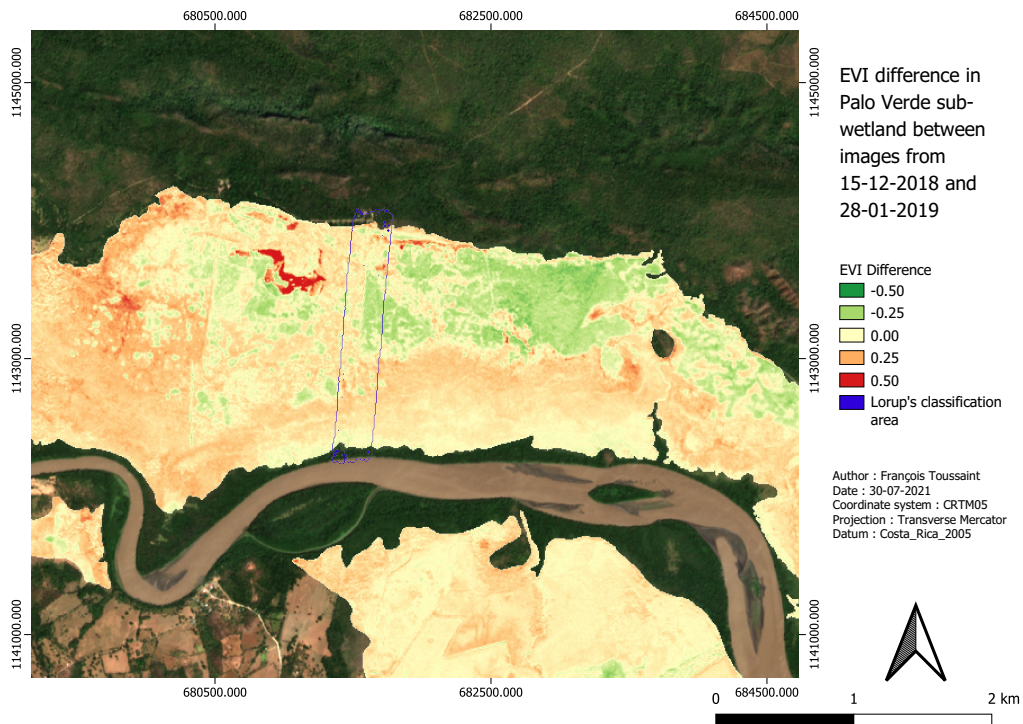 680500.000 682500.000 684500.000
1145000.000 1145000.000
1143000.000 1143000.000
1141000.000 1141000.000
680500.000 682500.000 684500.000
EVI difference in
Palo Verde sub-
wetland between
images from
15-12-2018 and
28-01-2019
EVI Difference
-0.50
-0.25
0.00
0.25
0.50
Lorup's classification
area
Author : François Toussaint
Date : 30-07-2021
Coordinate system : CRTM05
Projection : Transverse Mercator
Datum : Costa_Rica_2005
0 1 2 km